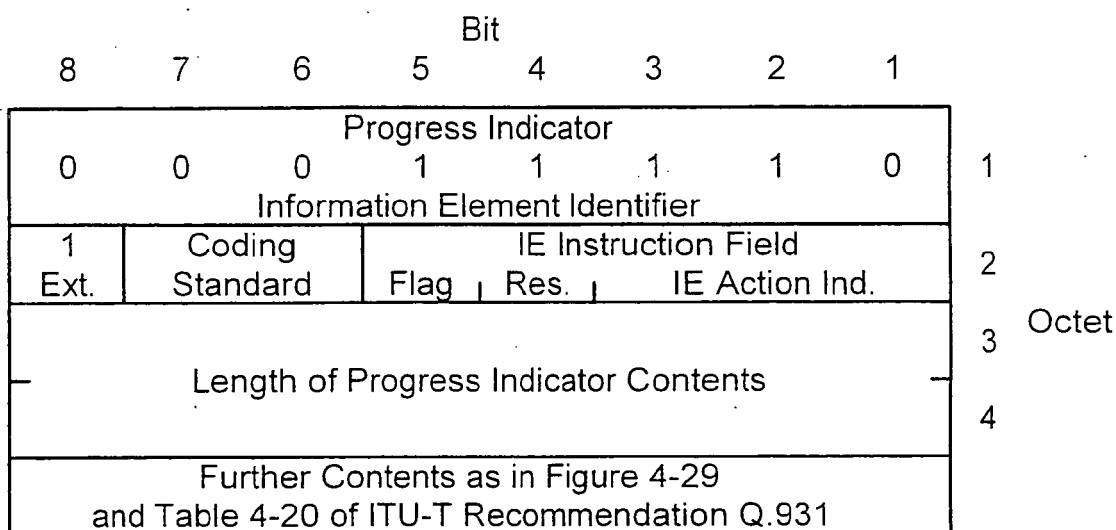 Bit
8 7 6 5 4 3 2 1
Progress Indicator
0 0 0 1 1 1 1 0 1
Information Element Identifier
1 Coding IE Instruction Field
Ext. Standard Flag Res. IE Action Ind. 2
Octet
3
Length of Progress Indicator Contents
4
Further Contents as in Figure 4-29
and Table 4-20 of ITU-T Recommendation Q.931